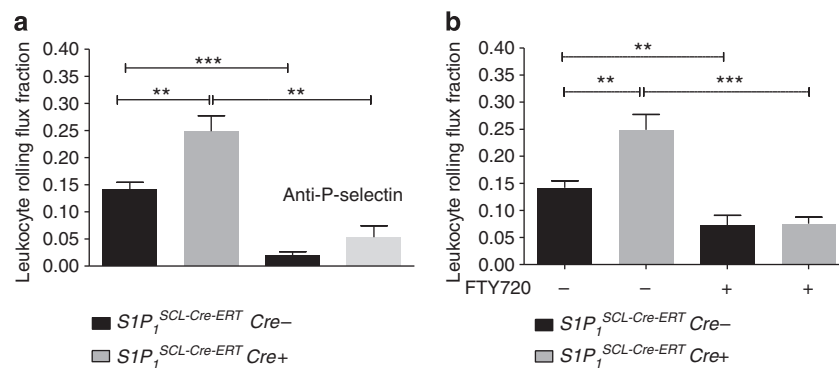 a
Leukocyte rolling flux fraction
0.40
0.35
0.30
0.25
0.20
0.15
0.10
0.05
0.00
***
**
**
Anti-P-selectin
S1P1SCL-Cre-ERT Cre−
S1P1SCL-Cre-ERT Cre+
b
Leukocyte rolling flux fraction
0.40
0.35
0.30
0.25
0.20
0.15
0.10
0.05
0.00
**
**
***
FTY720 − − + +
S1P1SCL-Cre-ERT Cre−
S1P1SCL-Cre-ERT Cre+